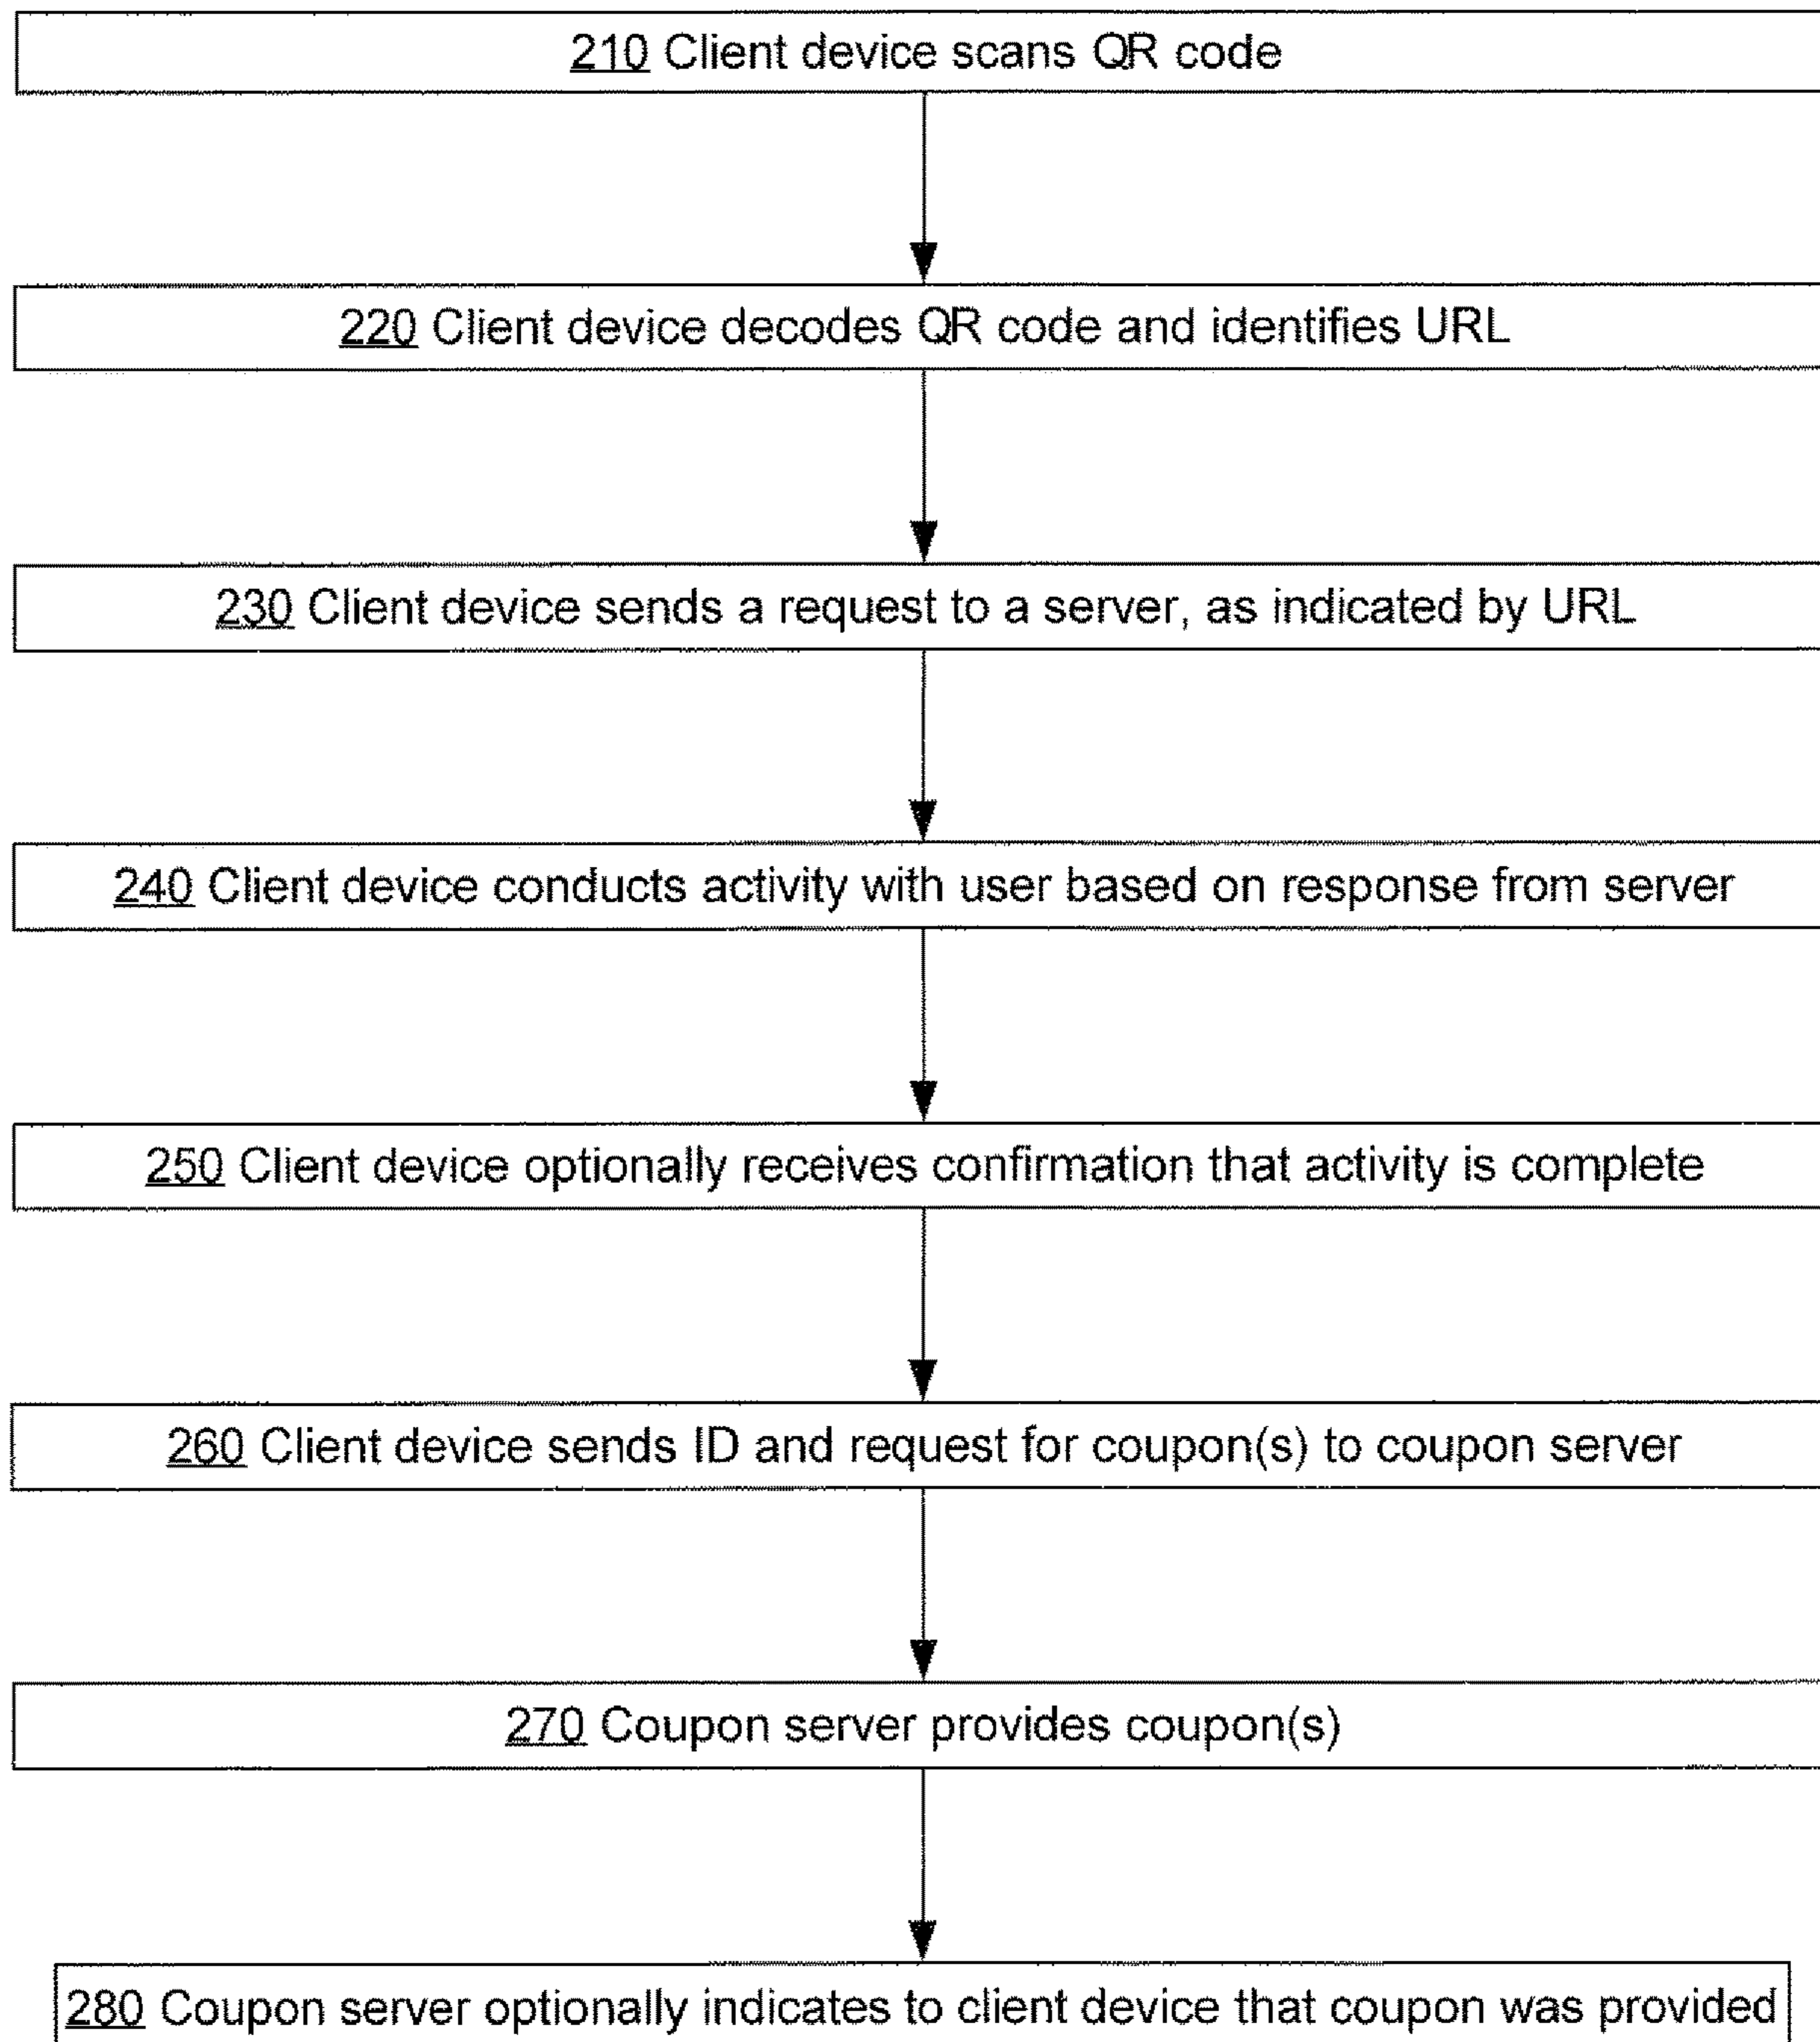 210 Client device scans QR code
220 Client device decodes QR code and identifies URL
230 Client device sends a request to a server, as indicated by URL
240 Client device conducts activity with user based on response from server
250 Client device optionally receives confirmation that activity is complete
260 Client device sends ID and request for coupon(s) to coupon server
270 Coupon server provides coupon(s)
280 Coupon server optionally indicates to client device that coupon was provided